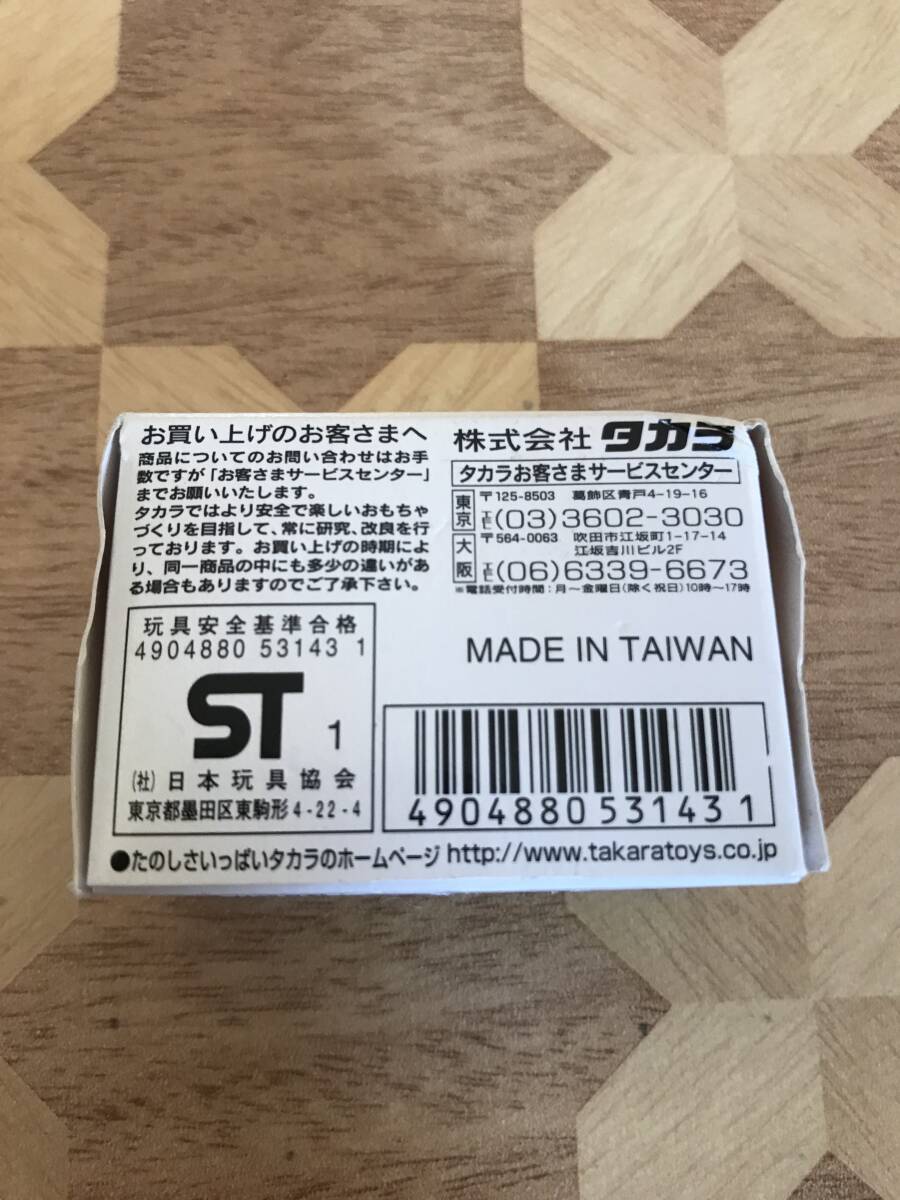 お買い上げのお客さまへ
商品についてのお問い合わせはお手
数ですが「お客さまサービスセンター」
までお願いいたします。
タカラではより安全で楽しいおもちゃ
づくりを目指して、常に研究、改良を行
っております。お買い上げの時期によ
り、同一商品の中にも多少の違いがあ
る場合もありますのでご了承下さい。
株式会社 タカラ
タカラお客さまサービスセンター
東京 〒125-8503 葛飾区青戸4-19-16
TEL (03)3602-3030
大阪 〒564-0063 吹田市江坂町1-17-14
江坂吉川ビル2F
TEL (06)6339-6673
※電話受付時間：月〜金曜日(除く祝日)10時〜17時
玩具安全基準合格
4904880 53143 1
ST 1
(社)日本玩具協会
東京都墨田区東駒形4-22-4
MADE IN TAIWAN
4904880531431
●たのしさいっぱいタカラのホームページ http://www.takaratoys.co.jp